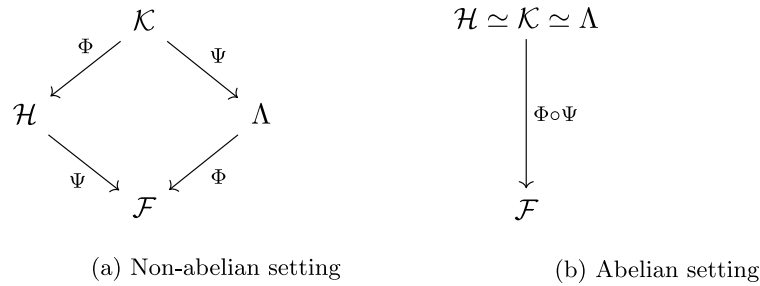 𝒦
Φ
Ψ
ℋ
Λ
Ψ
Φ
ℱ
(a) Non-abelian setting
ℋ ≃ 𝒦 ≃ Λ
Φ∘Ψ
ℱ
(b) Abelian setting